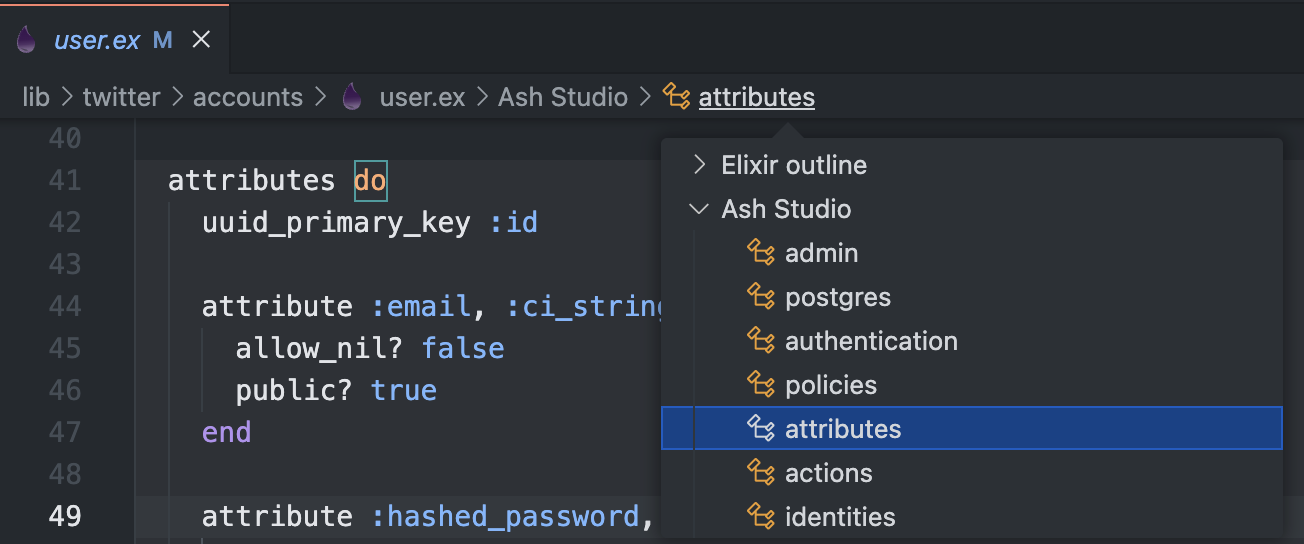 user.ex M
lib > twitter > accounts > user.ex > Ash Studio > attributes
40
41 attributes do
42 uuid_primary_key :id
43
44 attribute :email, :ci_string
45 allow_nil? false
46 public? true
47 end
48
49 attribute :hashed_password,
Elixir outline
Ash Studio
admin
postgres
authentication
policies
attributes
actions
identities